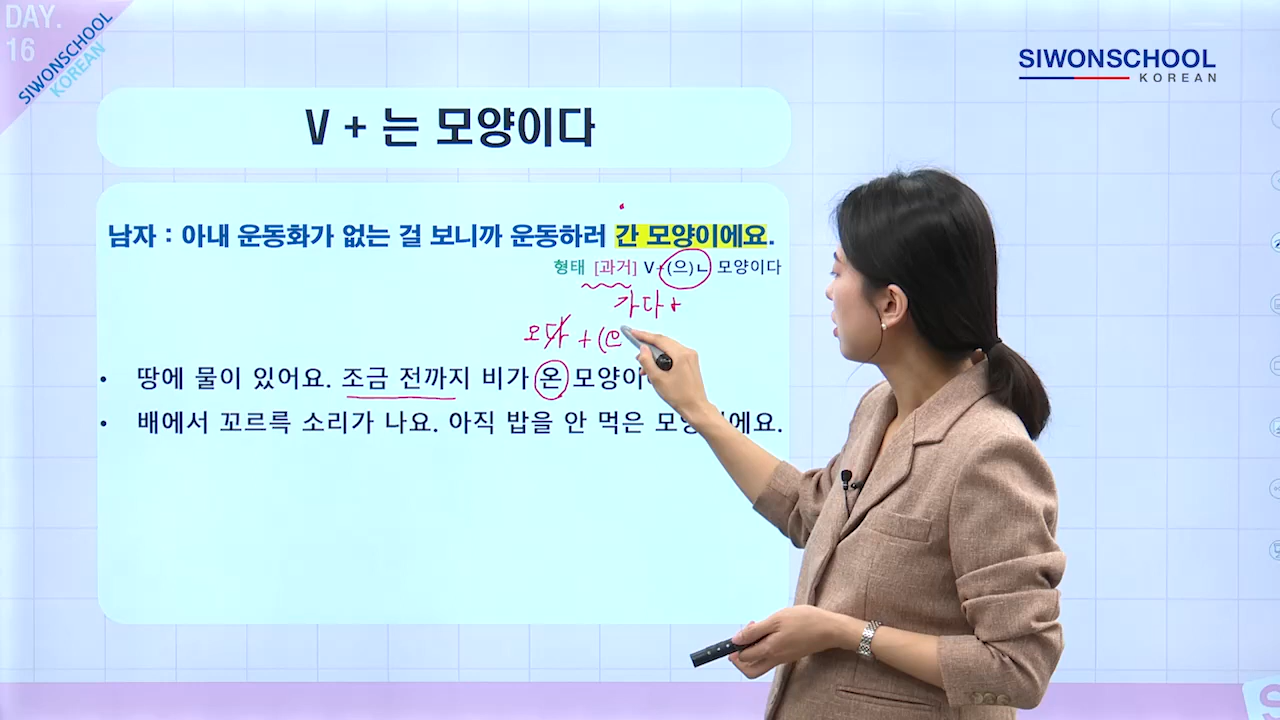 DAY.
16
SIWONSCHOOL
KOREAN
SIWONSCHOOL
KOREAN
V + 는 모양이다
남자 : 아내 운동화가 없는 걸 보니까 운동하러 간 모양이에요.
형태 [과거] V+(으)ㄴ 모양이다
가다+
오다 + (으
• 땅에 물이 있어요. 조금 전까지 비가 온 모양이
• 배에서 꼬르륵 소리가 나요. 아직 밥을 안 먹은 모양이에요.